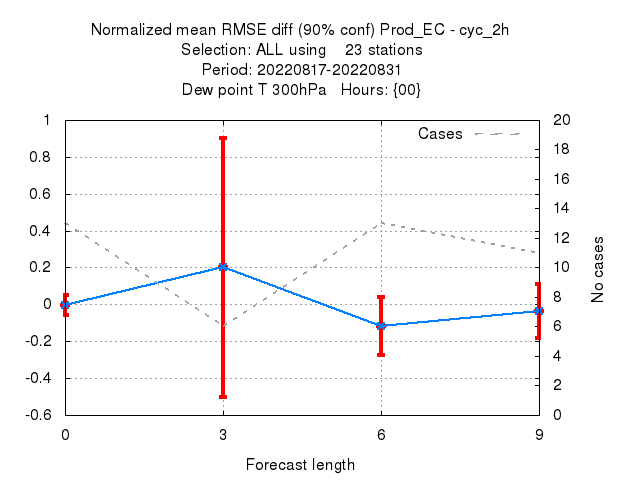 Normalized mean RMSE diff (90% conf) Prod_EC - cyc_2h
Selection: ALL using    23 stations
Period: 20220817-20220831
Dew point T 300hPa   Hours: {00}
Cases
1
0.8
0.6
0.4
0.2
0
-0.2
-0.4
-0.6
20
18
16
14
12
10
8
6
4
2
0
No cases
0 3 6 9
Forecast length